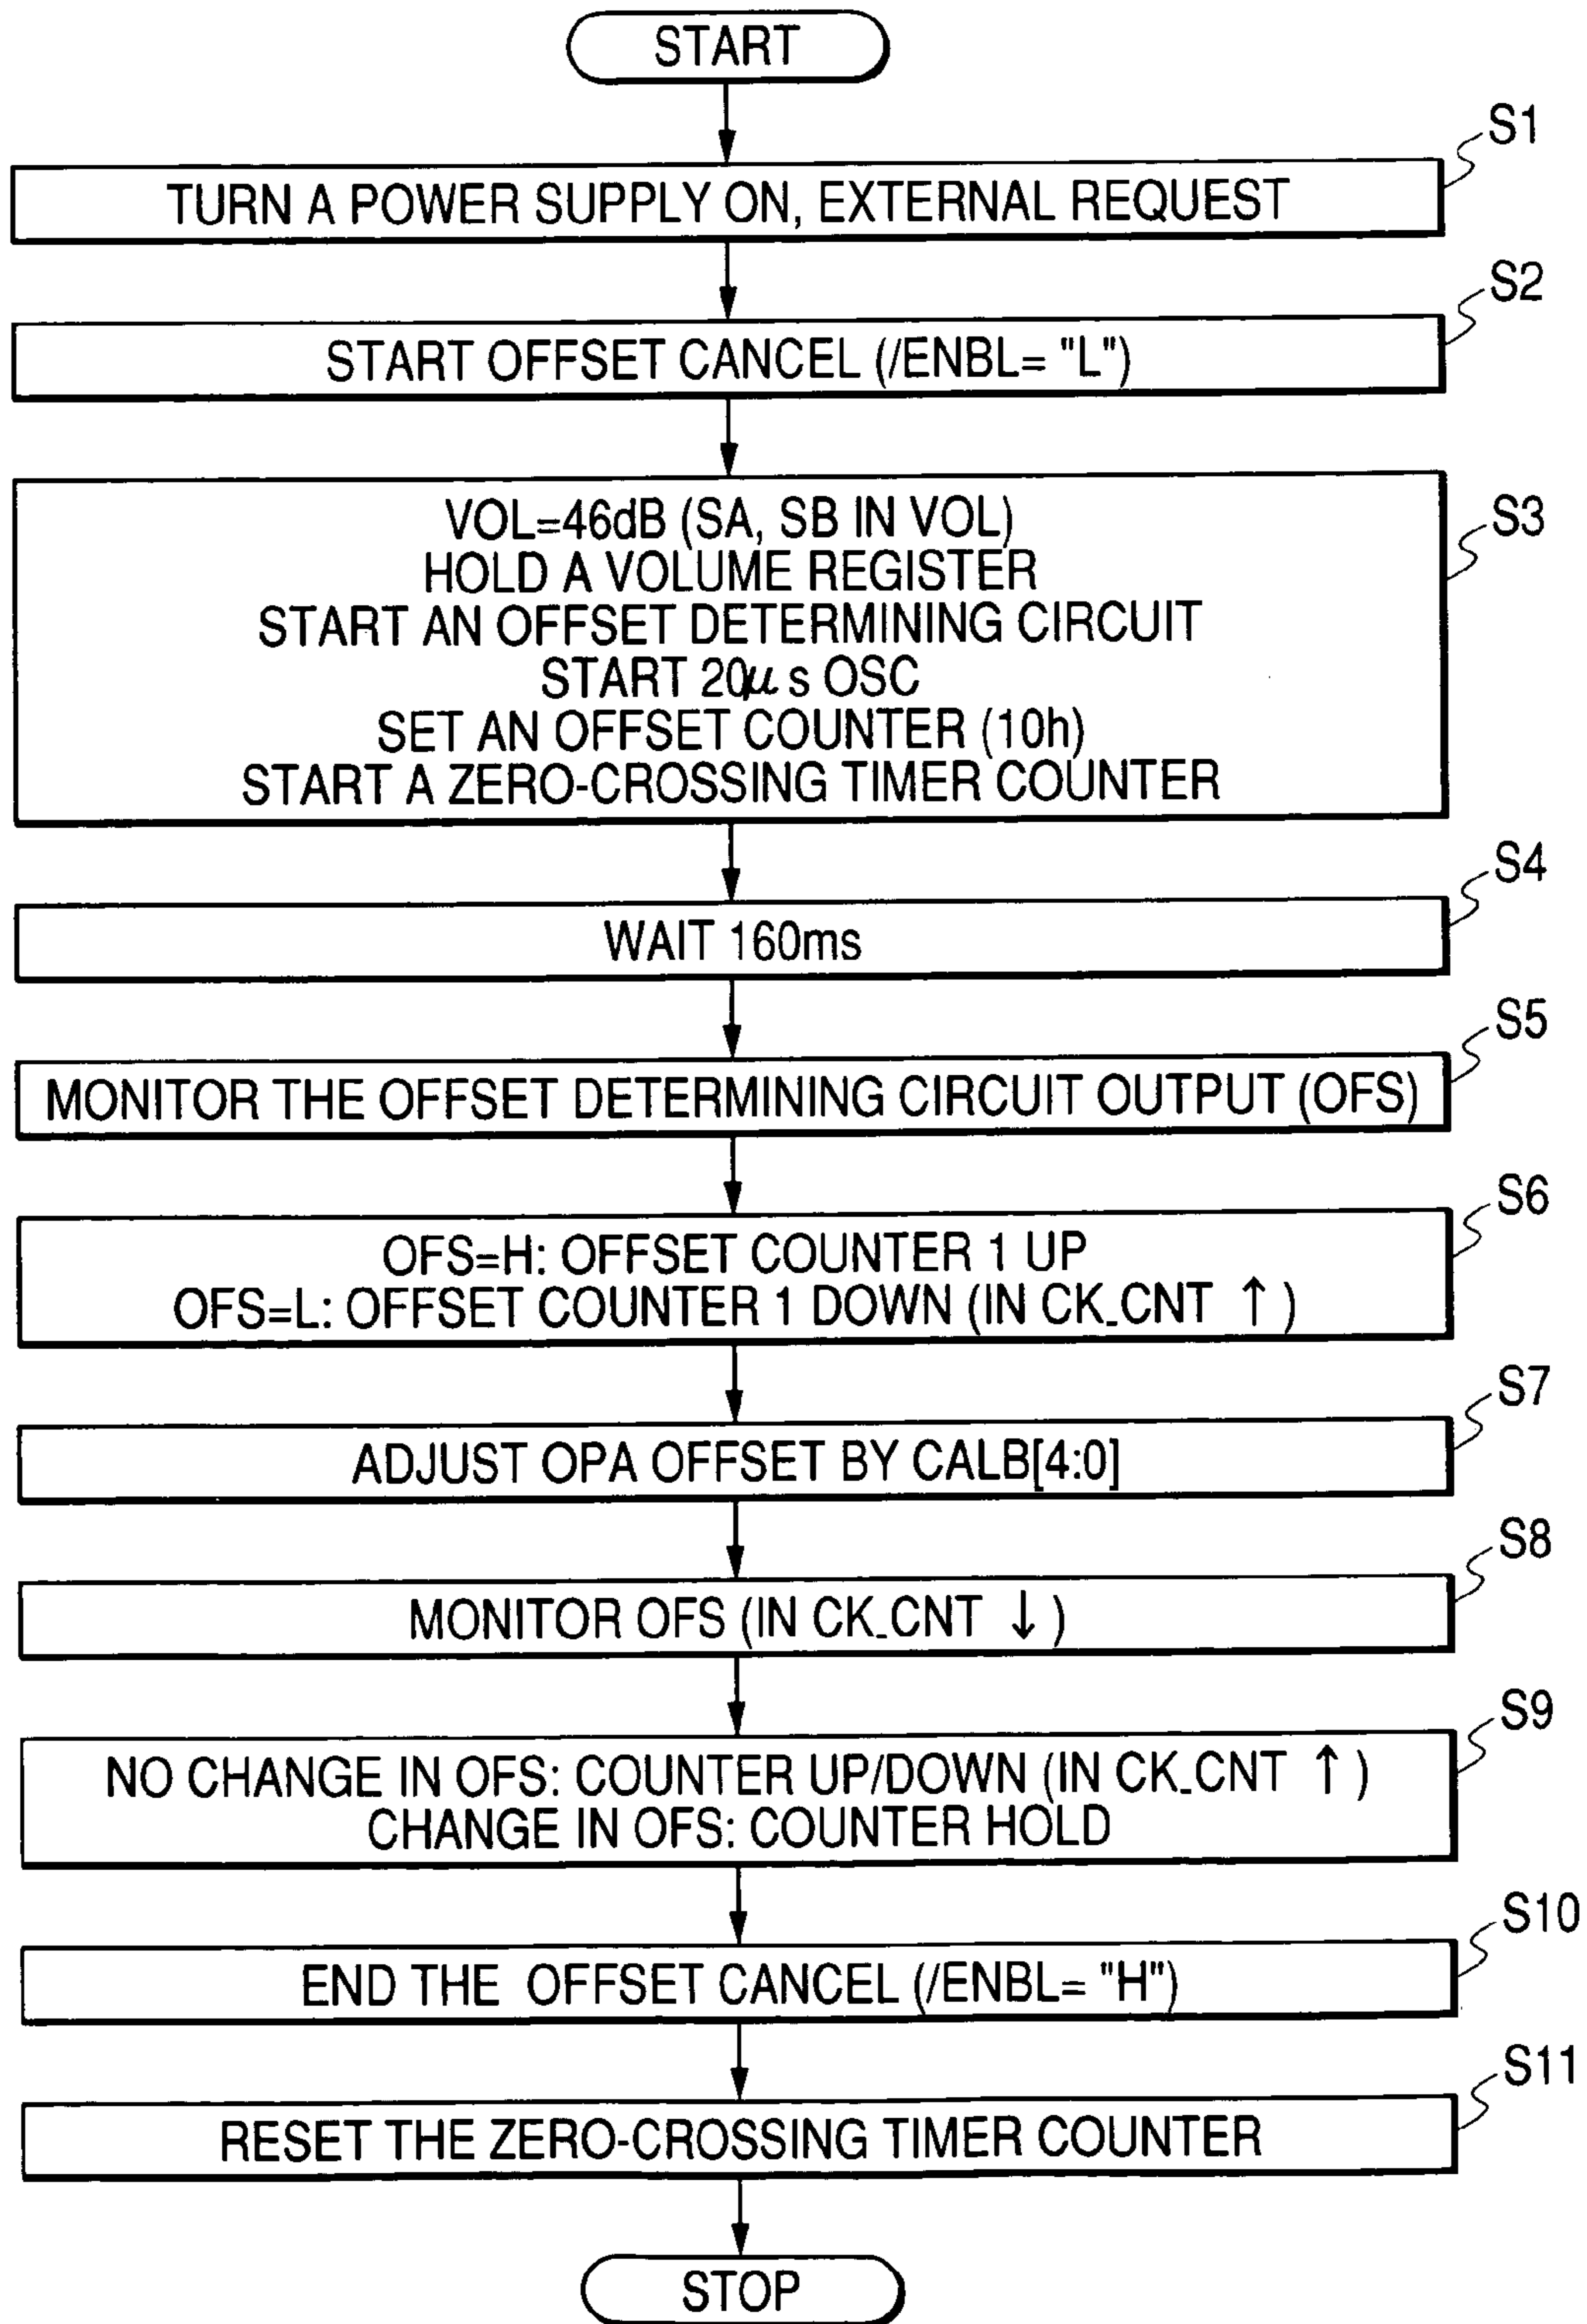 START
S1
TURN A POWER SUPPLY ON, EXTERNAL REQUEST
S2
START OFFSET CANCEL (/ENBL= "L")
S3
VOL=46dB (SA, SB IN VOL)
HOLD A VOLUME REGISTER
START AN OFFSET DETERMINING CIRCUIT
START 20μs OSC
SET AN OFFSET COUNTER (10h)
START A ZERO-CROSSING TIMER COUNTER
S4
WAIT 160ms
S5
MONITOR THE OFFSET DETERMINING CIRCUIT OUTPUT (OFS)
S6
OFS=H: OFFSET COUNTER 1 UP
OFS=L: OFFSET COUNTER 1 DOWN (IN CK_CNT ↑)
S7
ADJUST OPA OFFSET BY CALB[4:0]
S8
MONITOR OFS (IN CK_CNT ↓)
S9
NO CHANGE IN OFS: COUNTER UP/DOWN (IN CK_CNT ↑)
CHANGE IN OFS: COUNTER HOLD
S10
END THE OFFSET CANCEL (/ENBL= "H")
S11
RESET THE ZERO-CROSSING TIMER COUNTER
STOP